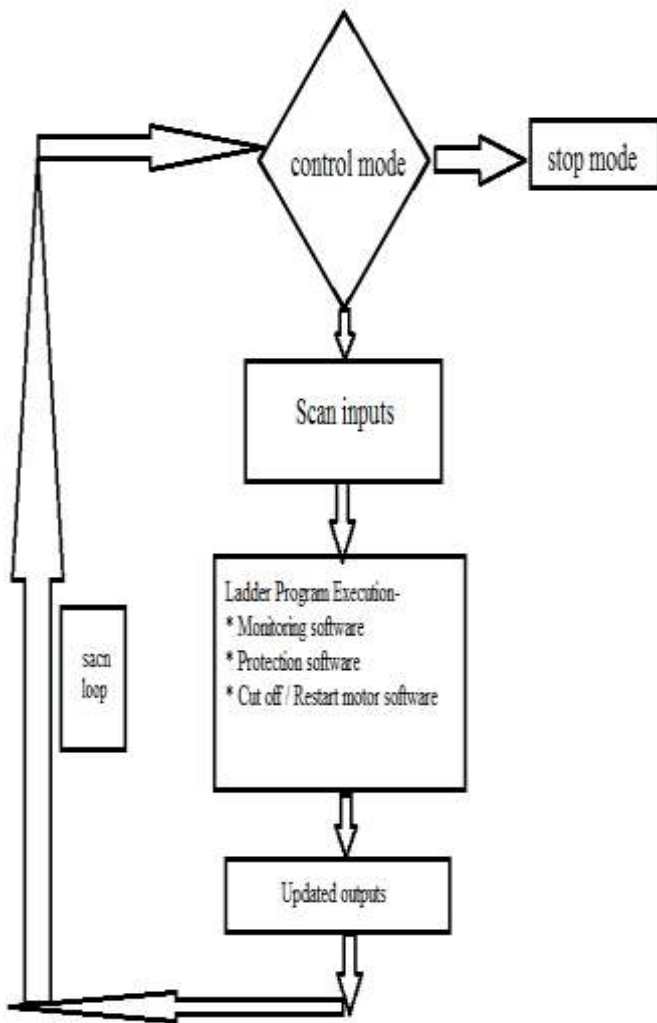 control mode
stop mode
Scan inputs
Ladder Program Execution-
* Monitoring software
* Protection software
* Cut off / Restart motor software
sacn
loop
Updated outputs